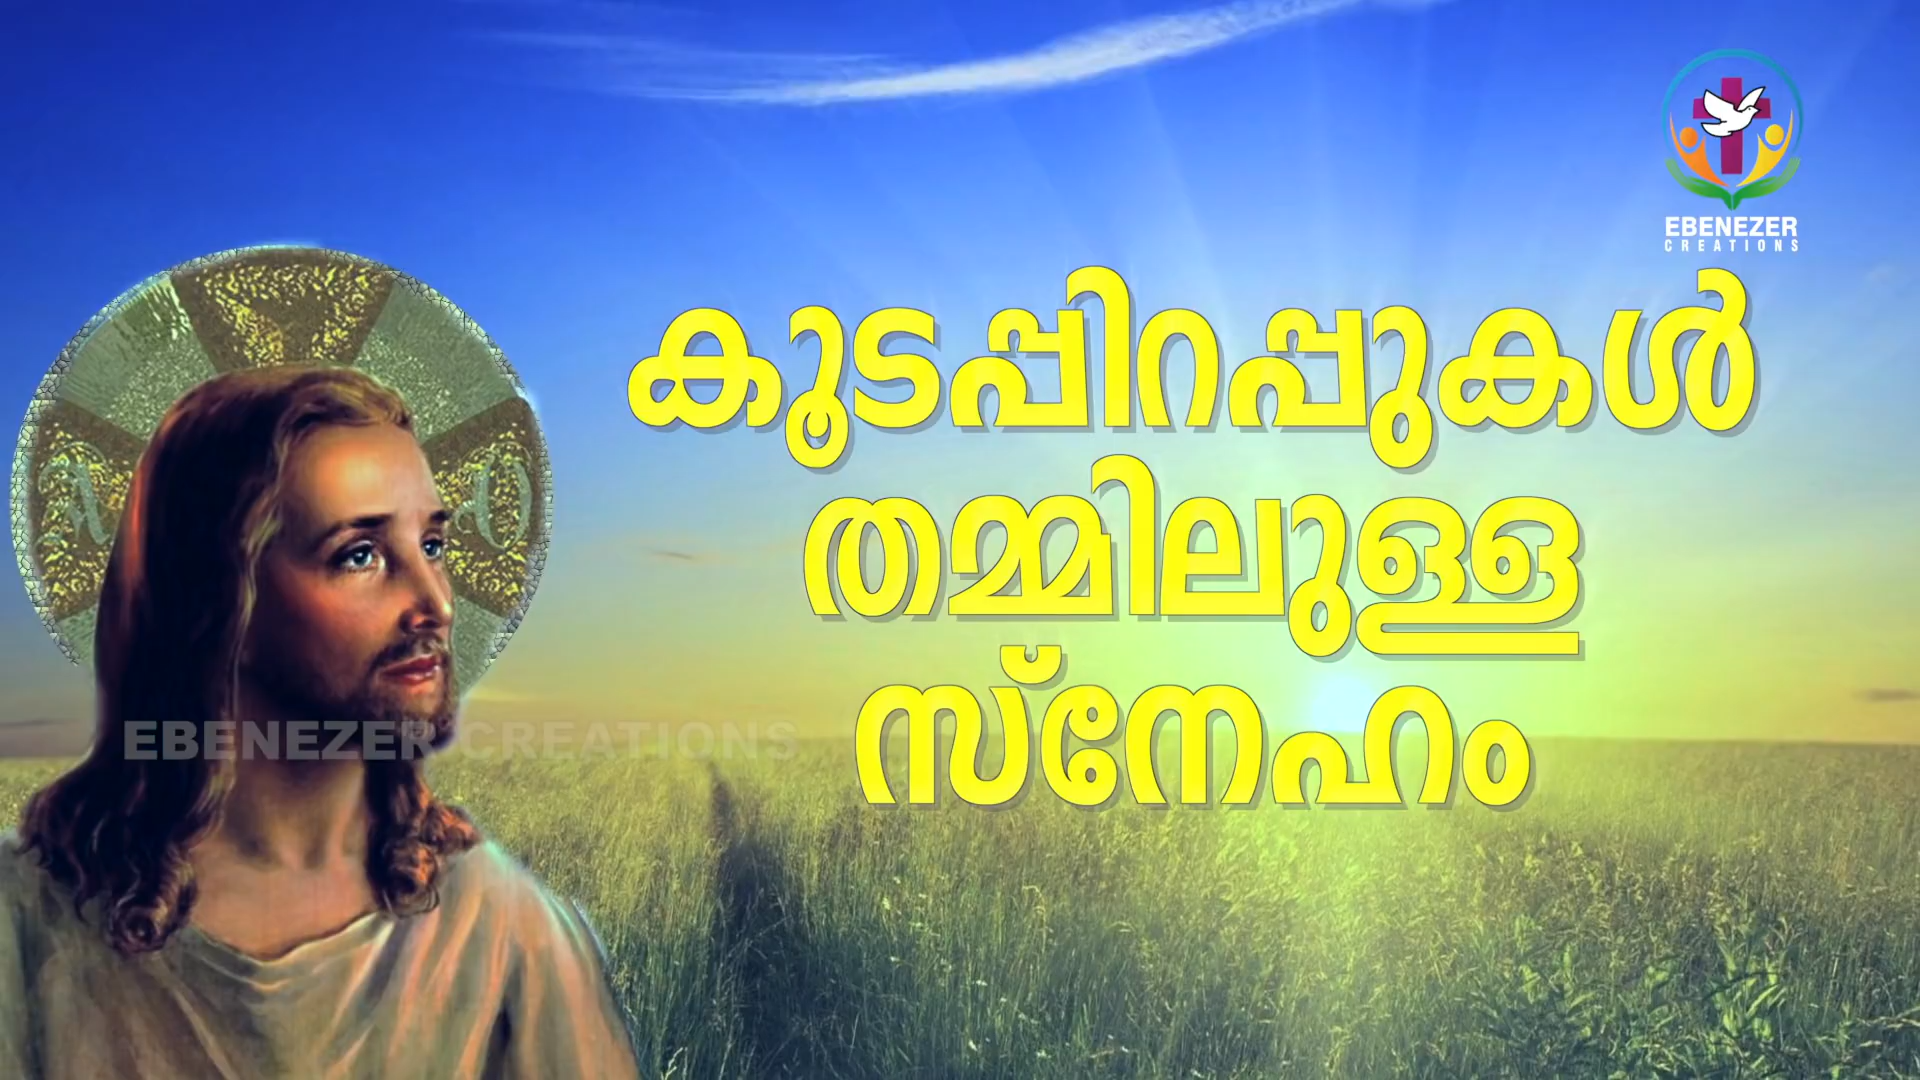 EBENEZER
CREATIONS
കൂടപ്പിറപ്പുകൾ
തമ്മിലുള്ള
സ്നേഹം
EBENEZER CREATIONS